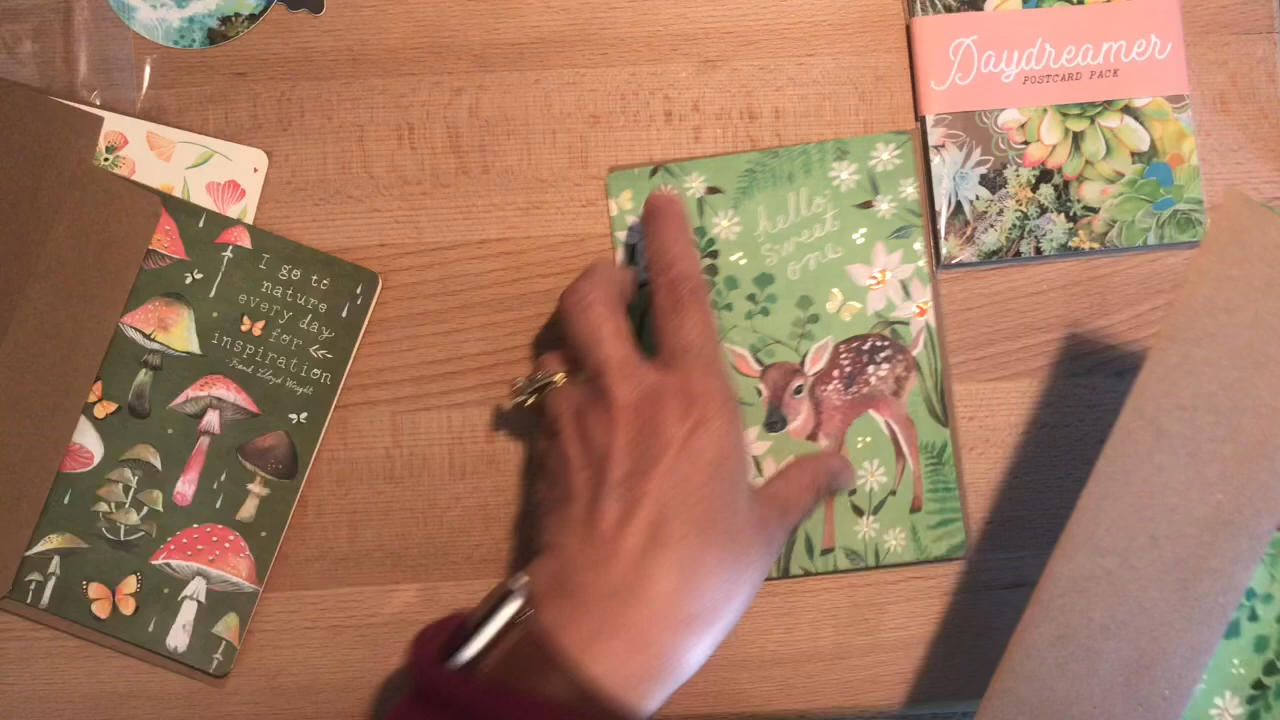 Daydreamer
POSTCARD PACK
hello
sweet
one
I go to
nature
every day
for
inspiration
-Frank Lloyd Wright